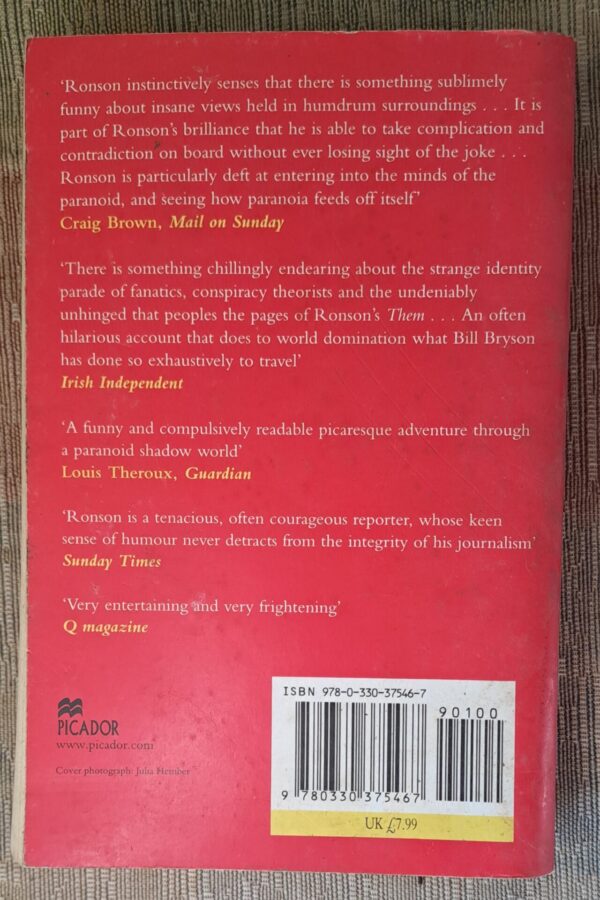 ‘Ronson instinctively senses that there is something sublimely
funny about insane views held in humdrum surroundings . . . It is
part of Ronson’s brilliance that he is able to take complication and
contradiction on board without ever losing sight of the joke . . .
Ronson is particularly deft at entering into the minds of the
paranoid, and seeing how paranoia feeds off itself’
Craig Brown, Mail on Sunday
‘There is something chillingly endearing about the strange identity
parade of fanatics, conspiracy theorists and the undeniably
unhinged that peoples the pages of Ronson’s Them . . . An often
hilarious account that does to world domination what Bill Bryson
has done so exhaustively to travel’
Irish Independent
‘A funny and compulsively readable picaresque adventure through
a paranoid shadow world’
Louis Theroux, Guardian
‘Ronson is a tenacious, often courageous reporter, whose keen
sense of humour never detracts from the integrity of his journalism’
Sunday Times
‘Very entertaining and very frightening’
Q magazine
PICADOR
www.picador.com
Cover photograph: Julia Hember
ISBN 978-0-330-37546-7
90100
9 780330 375467
UK £7.99